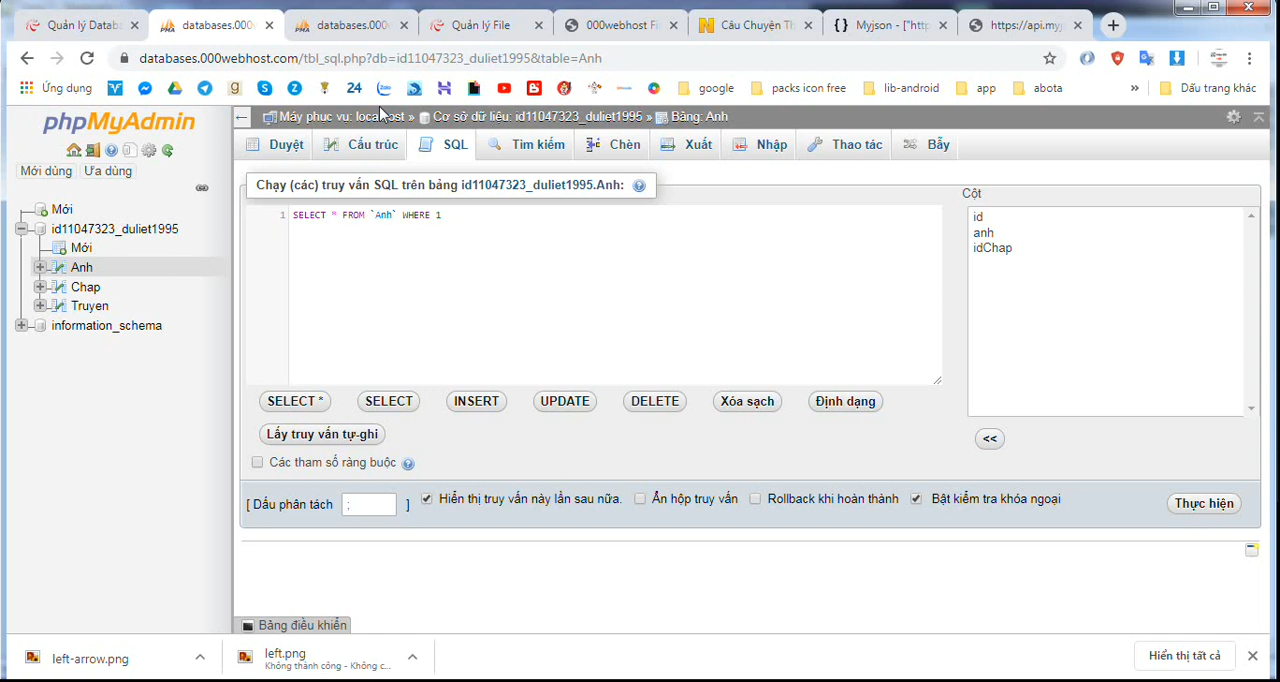 Quản lý Datab
databases.000
databases.000
Quản lý File
000webhost Fi
Câu Chuyện Th
Myjson - ["http
https://api.myj
databases.000webhost.com/tbl_sql.php?db=id11047323_duliet1995&table=Anh
Ứng dụng
24
Zalo
google
packs icon free
lib-android
app
abota
»
Dấu trang khác
phpMyAdmin
Mới dùng
Ưa dùng
Mới
id11047323_duliet1995
Mới
Anh
Chap
Truyen
information_schema
Máy phục vụ: localhost » Cơ sở dữ liệu: id11047323_duliet1995 » Bảng: Anh
Duyệt
Cấu trúc
SQL
Tìm kiếm
Chèn
Xuất
Nhập
Thao tác
Bẫy
Chạy (các) truy vấn SQL trên bảng id11047323_duliet1995.Anh:
1 SELECT * FROM `Anh` WHERE 1
Cột
id
anh
idChap
SELECT *
SELECT
INSERT
UPDATE
DELETE
Xóa sạch
Định dạng
Lấy truy vấn tự-ghi
<<
Các tham số ràng buộc
[ Dấu phân tách ; ]
Hiển thị truy vấn này lần sau nữa.
Ẩn hộp truy vấn
Rollback khi hoàn thành
Bật kiểm tra khóa ngoại
Thực hiện
Bảng điều khiển
left-arrow.png
left.png
Không thành công - Không c...
Hiển thị tất cả